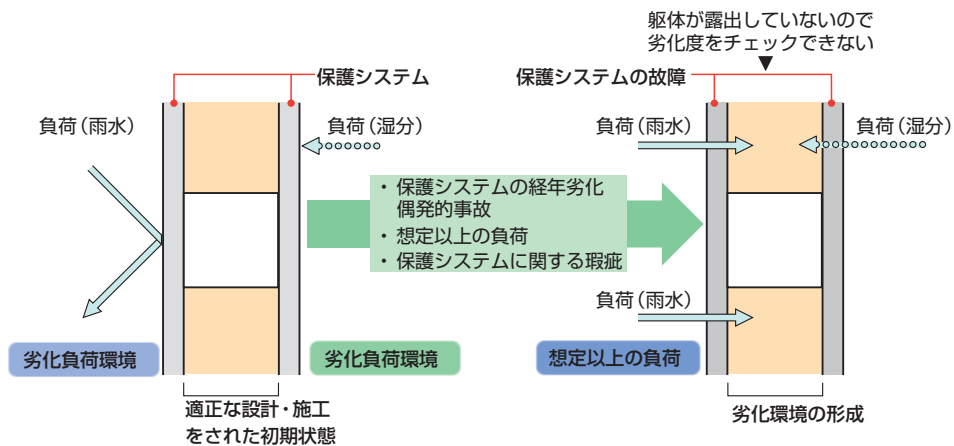 躯体が露出していないので
劣化度をチェックできない
保護システム
保護システムの故障
負荷（雨水）
負荷（湿分）
負荷（雨水）
負荷（湿分）
・ 保護システムの経年劣化
偶発的事故
・ 想定以上の負荷
・ 保護システムに関する瑕疵
負荷（雨水）
劣化負荷環境
劣化負荷環境
想定以上の負荷
適正な設計・施工
をされた初期状態
劣化環境の形成